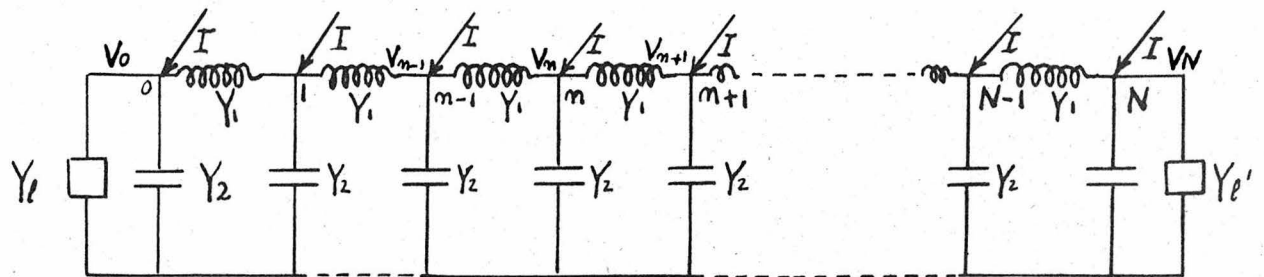 I I I I I I I
V0 Vn-1 Vn Vn+1 VN
0 1 n-1 n n+1 N-1 N
Y1 Y1 Y1 Y1 Y1
Yl Y2 Y2 Y2 Y2 Y2 Y2 Yl'